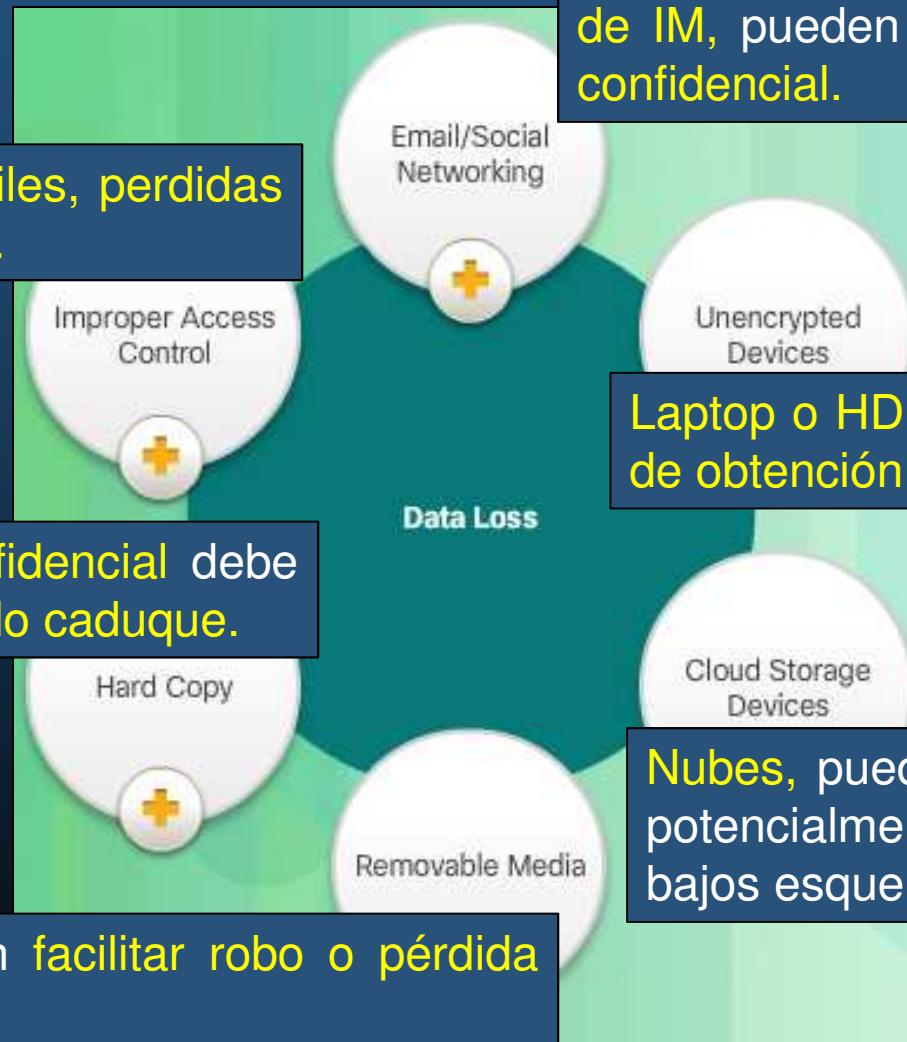 de IM, pueden
confidencial.
Email/Social
Networking
iles, perdidas
Improper Access
Control
Unencrypted
Devices
Laptop o HD
de obtención
Data Loss
fidencial debe
lo caduque.
Hard Copy
Cloud Storage
Devices
Nubes, pued
potencialme
bajos esque
Removable Media
facilitar robo o pérdida